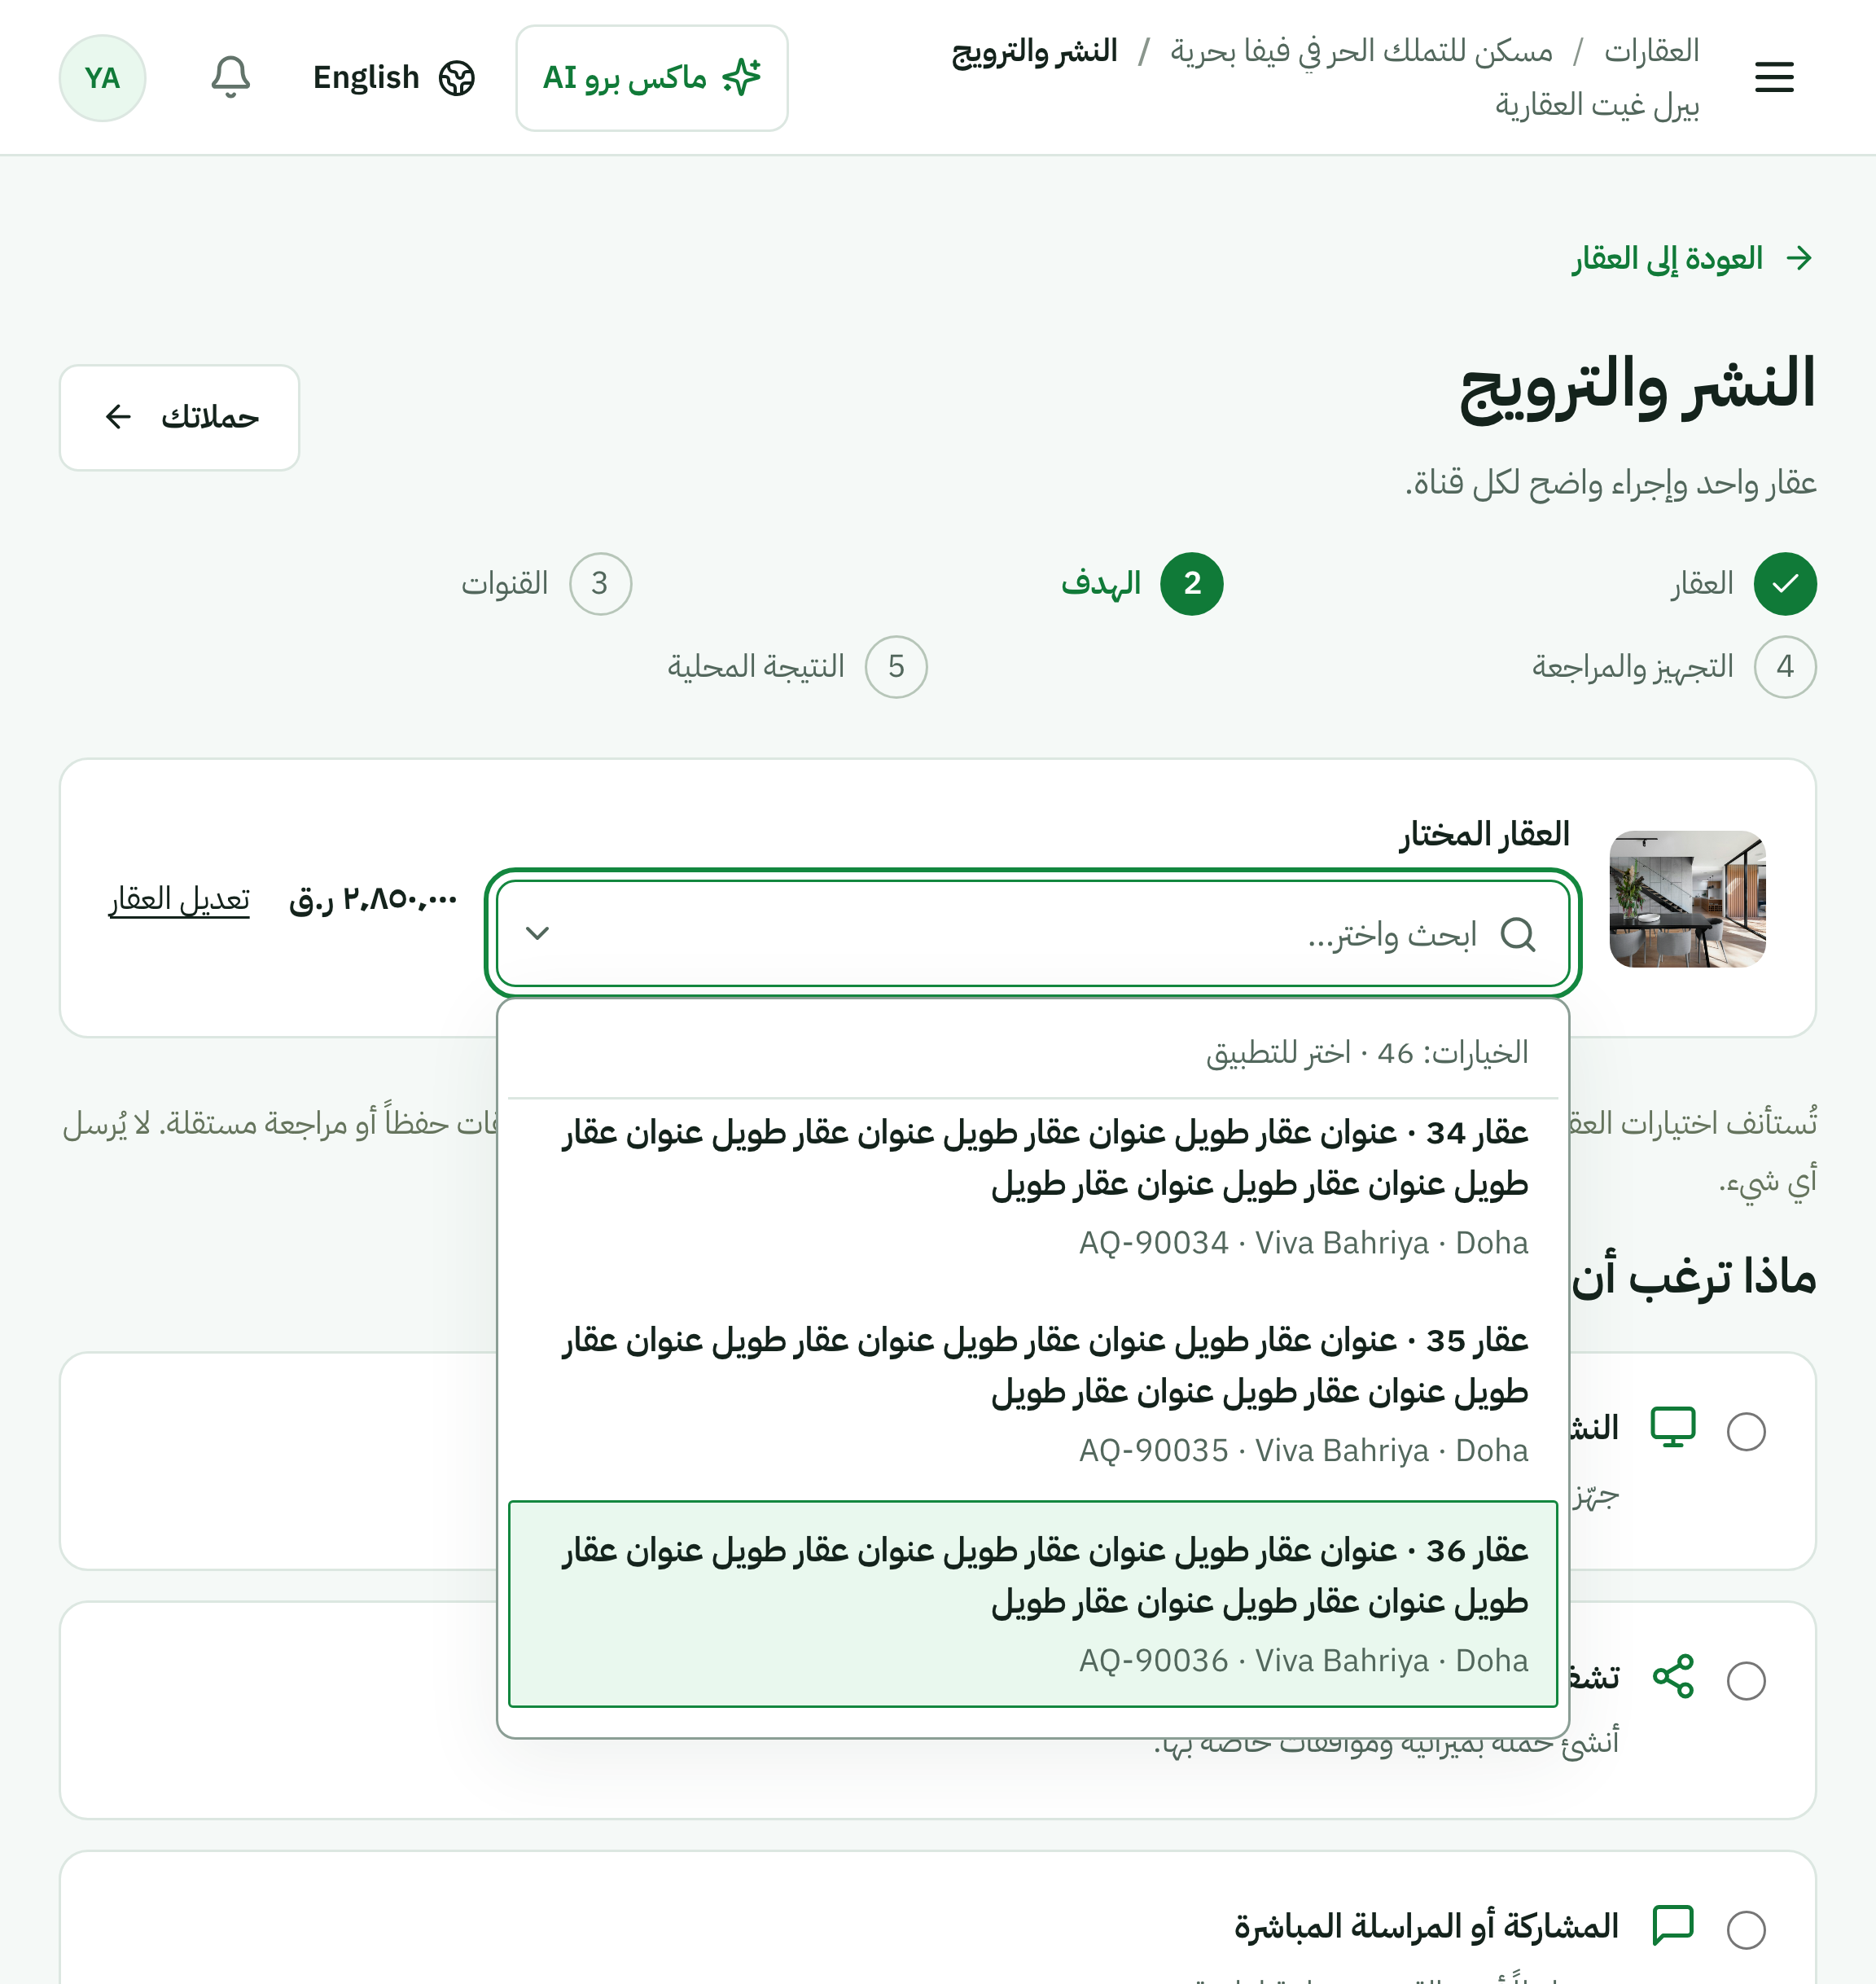 العقارات / مسكن للتملك الحر في فيفا بحرية / النشر والترويج
بيرل غيت العقارية
ماكس برو AI
English
YA
العودة إلى العقار
النشر والترويج
حملاتك
عقار واحد وإجراء واضح لكل قناة.
العقار
2 الهدف
3 القنوات
4 التجهيز والمراجعة
5 النتيجة المحلية
العقار المختار
ابحث واختر...
٢,٨٥٠,٠٠٠ ر.ق
تعديل العقار
الخيارات: 46 · اختر للتطبيق
عقار 34 · عنوان عقار طويل عنوان عقار طويل عنوان عقار طويل عنوان عقار
طويل عنوان عقار طويل عنوان عقار طويل
AQ-90034 · Viva Bahriya · Doha
عقار 35 · عنوان عقار طويل عنوان عقار طويل عنوان عقار طويل عنوان عقار
طويل عنوان عقار طويل عنوان عقار طويل
AQ-90035 · Viva Bahriya · Doha
عقار 36 · عنوان عقار طويل عنوان عقار طويل عنوان عقار طويل عنوان عقار
طويل عنوان عقار طويل عنوان عقار طويل
AQ-90036 · Viva Bahriya · Doha
تُستأنف اختيارات حفظاً أو مراجعة مستقلة. لا يُرسل
أي شيء.
ماذا ترغب أن
أنشئ حملة بميزانية وموافقات خاصة بها.
المشاركة أو المراسلة المباشرة